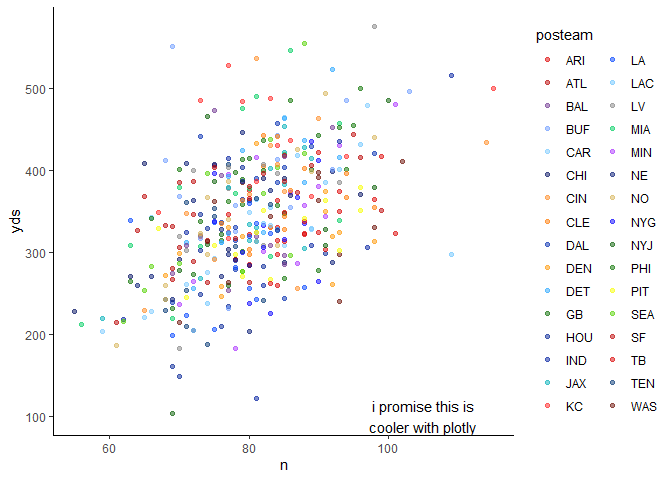 posteam
ARI
LA
ATL
LAC
BAL
LV
BUF
MIA
CAR
MIN
CHI
NE
CIN
NO
CLE
NYG
DAL
NYJ
DEN
PHI
DET
PIT
GB
SEA
HOU
SF
IND
TB
JAX
TEN
KC
WAS
yds
500
400
300
200
100
i promise this is
cooler with plotly
60
80
100
n